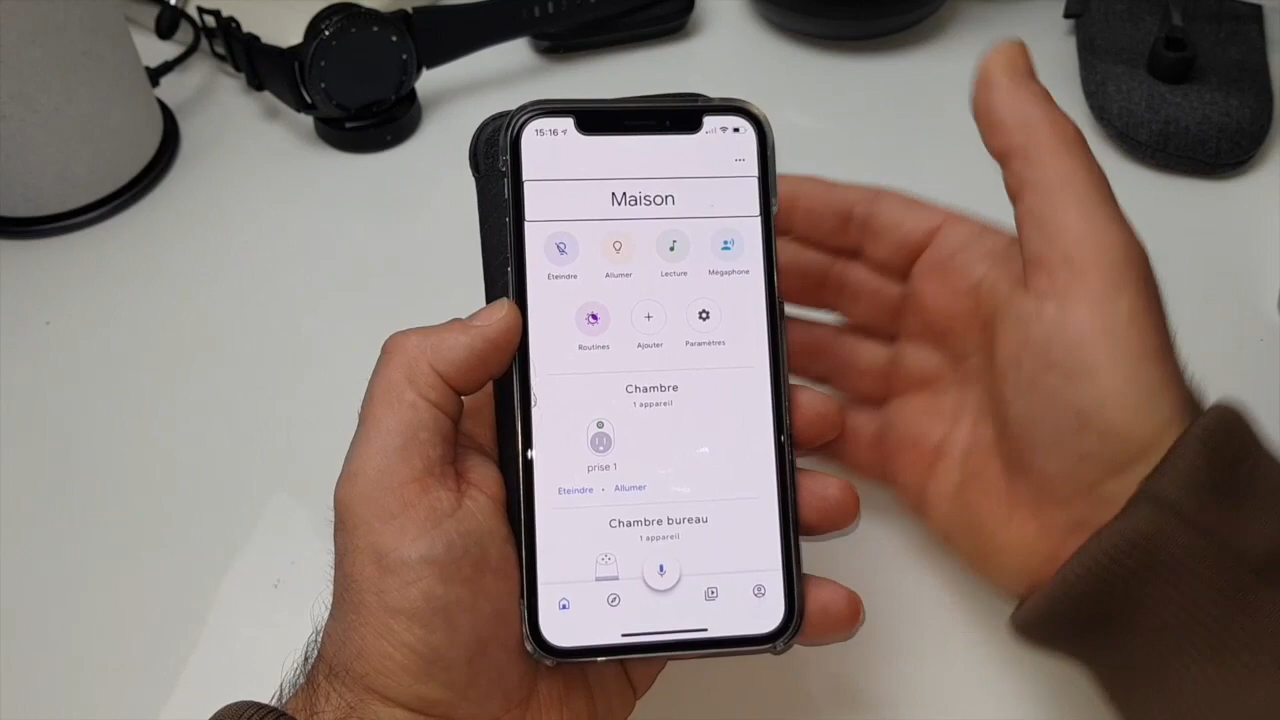 15:16
Maison
Éteindre Allumer Lecture Mégaphone
Routines Ajouter Paramètres
Chambre
1 appareil
prise 1
Éteindre • Allumer
Chambre bureau
1 appareil